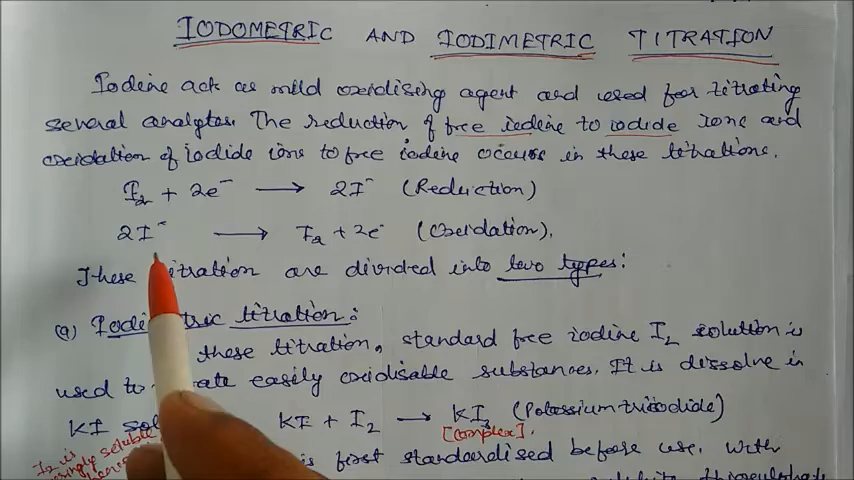 IODOMETRIC AND IODIMETRIC TITRATION
Iodine act as mild oxidising agent and used for titrating
several analytes. The reduction of free iodine to iodide ions and
oxidation of iodide ions to free iodine occurs in these titrations.
I2 + 2e- → 2I- (Reduction)
2I- → I2 + 2e- (Oxidation).
These titration are divided into two types:
(a) titration:
these titration, standard free iodine I2 solution is
used to easily oxidisable substances. It is dissolve in
KI KI + I2 → KI3 (Potassium triiodide)
[complex].
I2 is
soluble
is first standardised before use. With